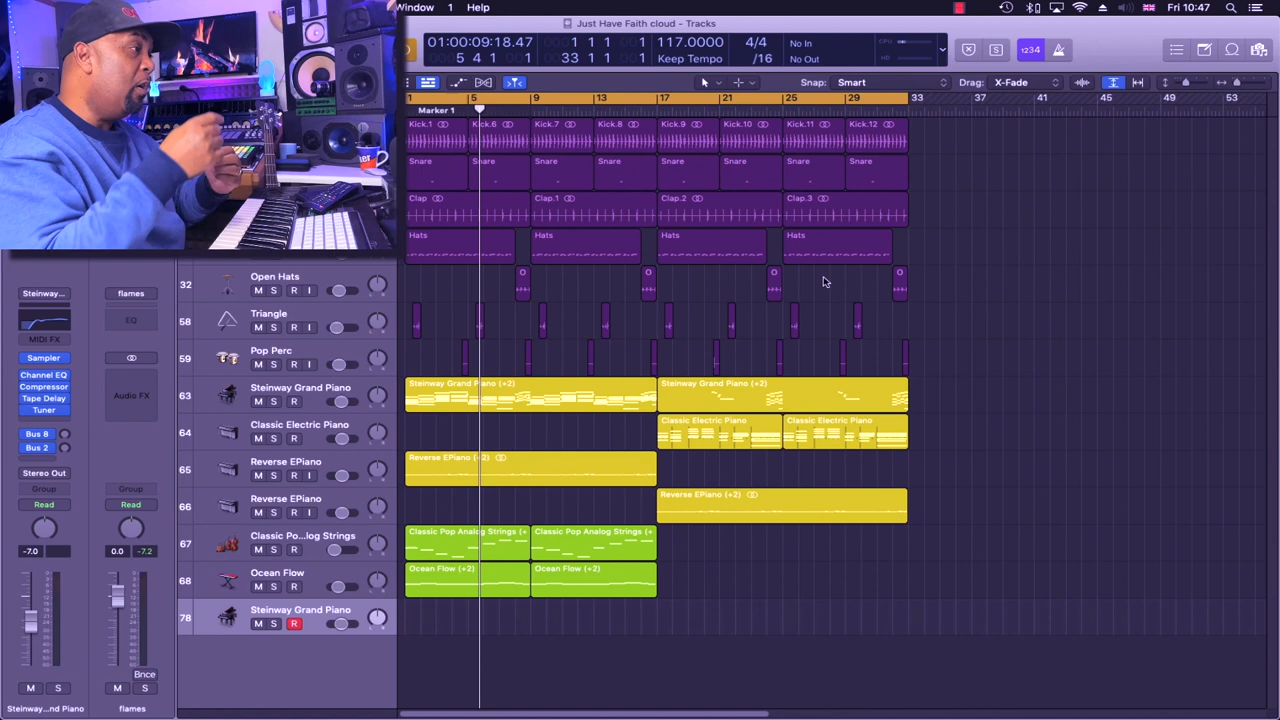 Window 1 Help
Fri 10:47
Just Have Faith cloud - Tracks
01:00:09:18.47
5 4 1 1
1 1 1 1
33 1 1 1
117.0000
Keep Tempo
4/4
/16
No In
No Out
CPU
HD
1234
Snap: Smart
Drag: X-Fade
1 5 9 13 17 21 25 29 33 37 41 45 49 53
Marker 1
Kick.1 Kick.6 Kick.7 Kick.8 Kick.9 Kick.10 Kick.11 Kick.12
Snare Snare Snare Snare Snare Snare Snare Snare
Clap Clap.1 Clap.2 Clap.3
Hats Hats Hats Hats
32 Open Hats
M S R I
O O O O
58 Triangle
M S R I
59 Pop Perc
M S R I
63 Steinway Grand Piano
M S R
Steinway Grand Piano (+2) Steinway Grand Piano (+2)
64 Classic Electric Piano
M S R
Classic Electric Piano Classic Electric Piano
65 Reverse EPiano
M S R I
Reverse EPiano (+2)
66 Reverse EPiano
M S R I
Reverse EPiano (+2)
67 Classic Po...log Strings
M S R
Classic Pop Analog Strings (+ Classic Pop Analog Strings (+
68 Ocean Flow
M S R
Ocean Flow (+2) Ocean Flow (+2)
78 Steinway Grand Piano
M S R
Steinway... flames
EQ
MIDI FX
Sampler
Channel EQ
Compressor
Tape Delay
Tuner
Audio FX
Bus 8
Bus 2
Stereo Out
Group Group
Read Read
-7.0 0.0 -7.2
Bnce
M S M S
Steinway...nd Piano flames